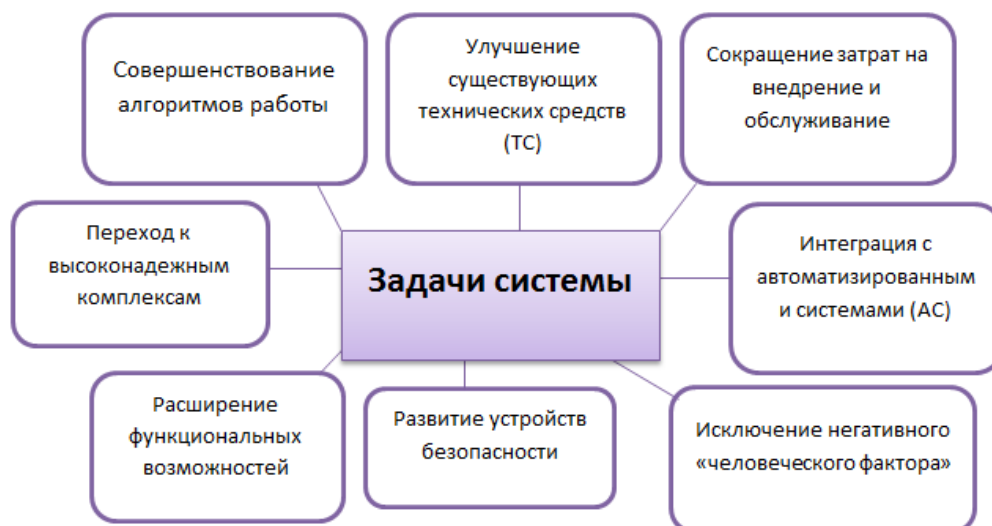 Совершенствование
алгоритмов работы
Улучшение
существующих
технических средств
(ТС)
Сокращение затрат на
внедрение и
обслуживание
Переход к
высоконадежным
комплексам
Задачи системы
Интеграция с
автоматизированным
и системами (АС)
Расширение
функциональных
возможностей
Развитие устройств
безопасности
Исключение негативного
«человеческого фактора»